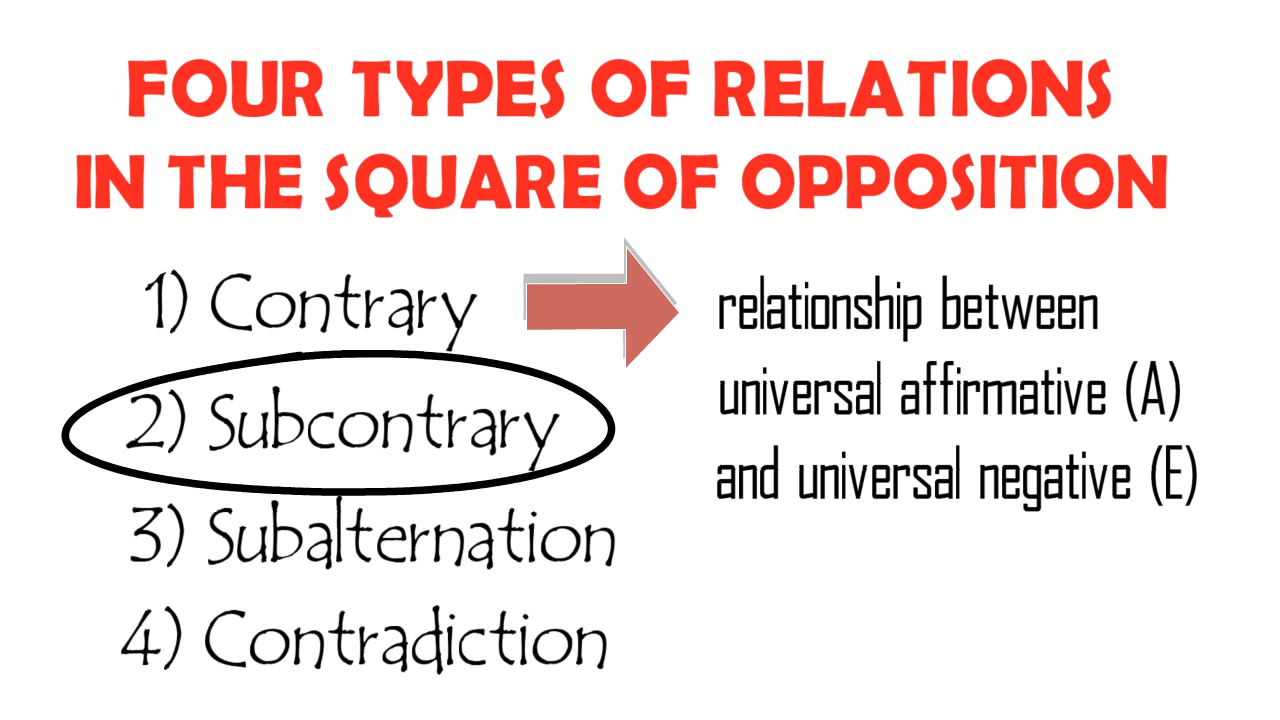 FOUR TYPES OF RELATIONS
IN THE SQUARE OF OPPOSITION
1) Contrary
2) Subcontrary
3) Subalternation
4) Contradiction
relationship between
universal affirmative (A)
and universal negative (E)